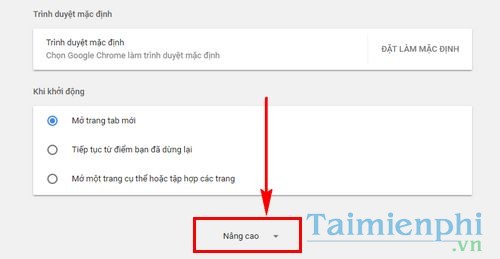 Trình duyệt mặc định
Trình duyệt mặc định
Chọn Google Chrome làm trình duyệt mặc định
ĐẶT LÀM MẶC ĐỊNH
Khi khởi động
Mở trang tab mới
Tiếp tục từ điểm bạn đã dừng lại
Mở một trang cụ thể hoặc tập hợp các trang
Nâng cao
Taimienphi
.vn